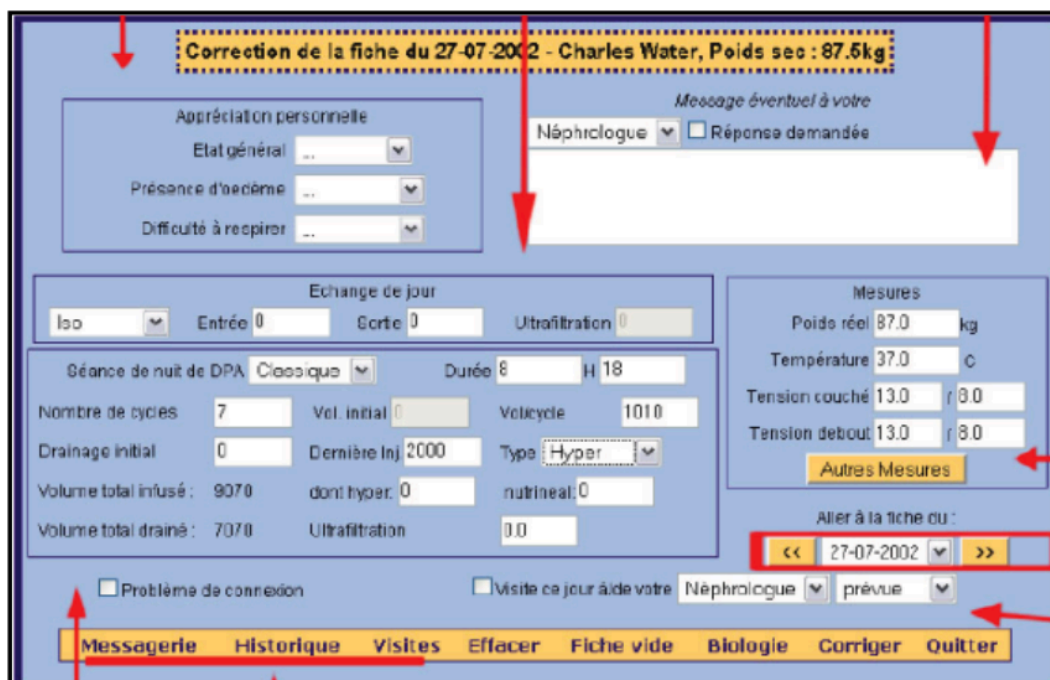 Correction de la fiche du 27-07-2002 - Charles Water, Poids sec : 87.5kg
Appréciation personnelle
Etat général ...
Présence d'oedème ...
Difficulté à respirer ...
Message éventuel à votre
Néphrologue Réponse demandée
Echange de jour
Iso Entrée 0 Sortie 0 Ultrafiltration 0
Séance de nuit de DPA Classique Durée 8 H 18
Nombre de cycles 7 Vol. initial 0 Vol/cycle 1010
Drainage initial 0 Dernière Inj. 2000 Type Hyper
Volume total infusé : 9070 dont hyper: 0 nutrineal: 0
Volume total drainé : 7070 Ultrafiltration 0.0
Mesures
Poids réel 87.0 kg
Température 37.0 C
Tension couché 13.0 / 8.0
Tension debout 13.0 / 8.0
Autres Mesures
Aller à la fiche du :
<< 27-07-2002 >>
Problème de connexion Visite ce jour à/de votre Néphrologue prévue
Messagerie Historique Visites Effacer Fiche vide Biologie Corriger Quitter